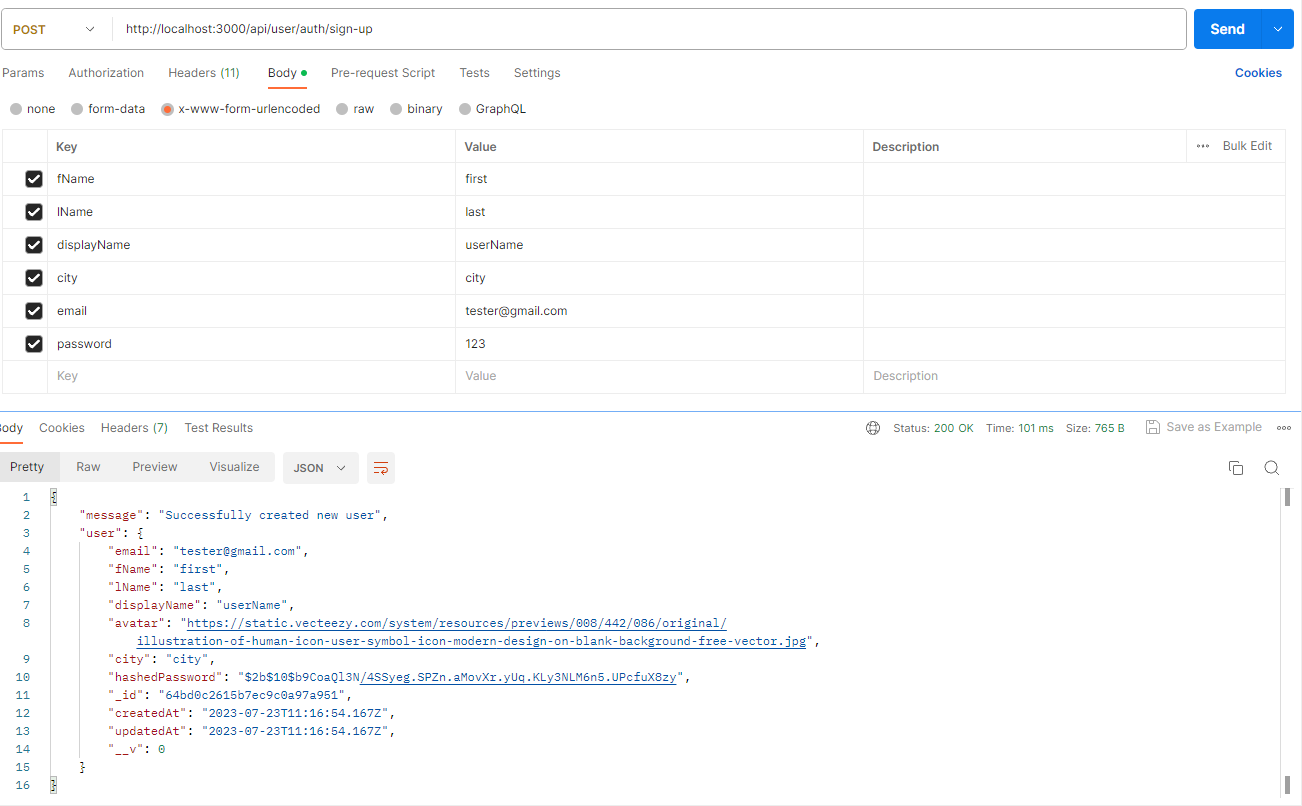 POST http://localhost:3000/api/user/auth/sign-up Send
Params Authorization Headers (11) Body Pre-request Script Tests Settings Cookies
none form-data x-www-form-urlencoded raw binary GraphQL
Key Value Description Bulk Edit
fName first
lName last
displayName userName
city city
email tester@gmail.com
password 123
Key Value Description
Body Cookies Headers (7) Test Results Status: 200 OK Time: 101 ms Size: 765 B Save as Example
Pretty Raw Preview Visualize JSON
1 {
2 "message": "Successfully created new user",
3 "user": {
4 "email": "tester@gmail.com",
5 "fName": "first",
6 "lName": "last",
7 "displayName": "userName",
8 "avatar": "https://static.vecteezy.com/system/resources/previews/008/442/086/original/
illustration-of-human-icon-user-symbol-icon-modern-design-on-blank-background-free-vector.jpg",
9 "city": "city",
10 "hashedPassword": "$2b$10$b9CoaQl3N/4SSyeg.SPZn.aMovXr.yUq.KLy3NLM6n5.UPcfuX8zy",
11 "_id": "64bd0c2615b7ec9c0a97a951",
12 "createdAt": "2023-07-23T11:16:54.167Z",
13 "updatedAt": "2023-07-23T11:16:54.167Z",
14 "__v": 0
15 }
16 }